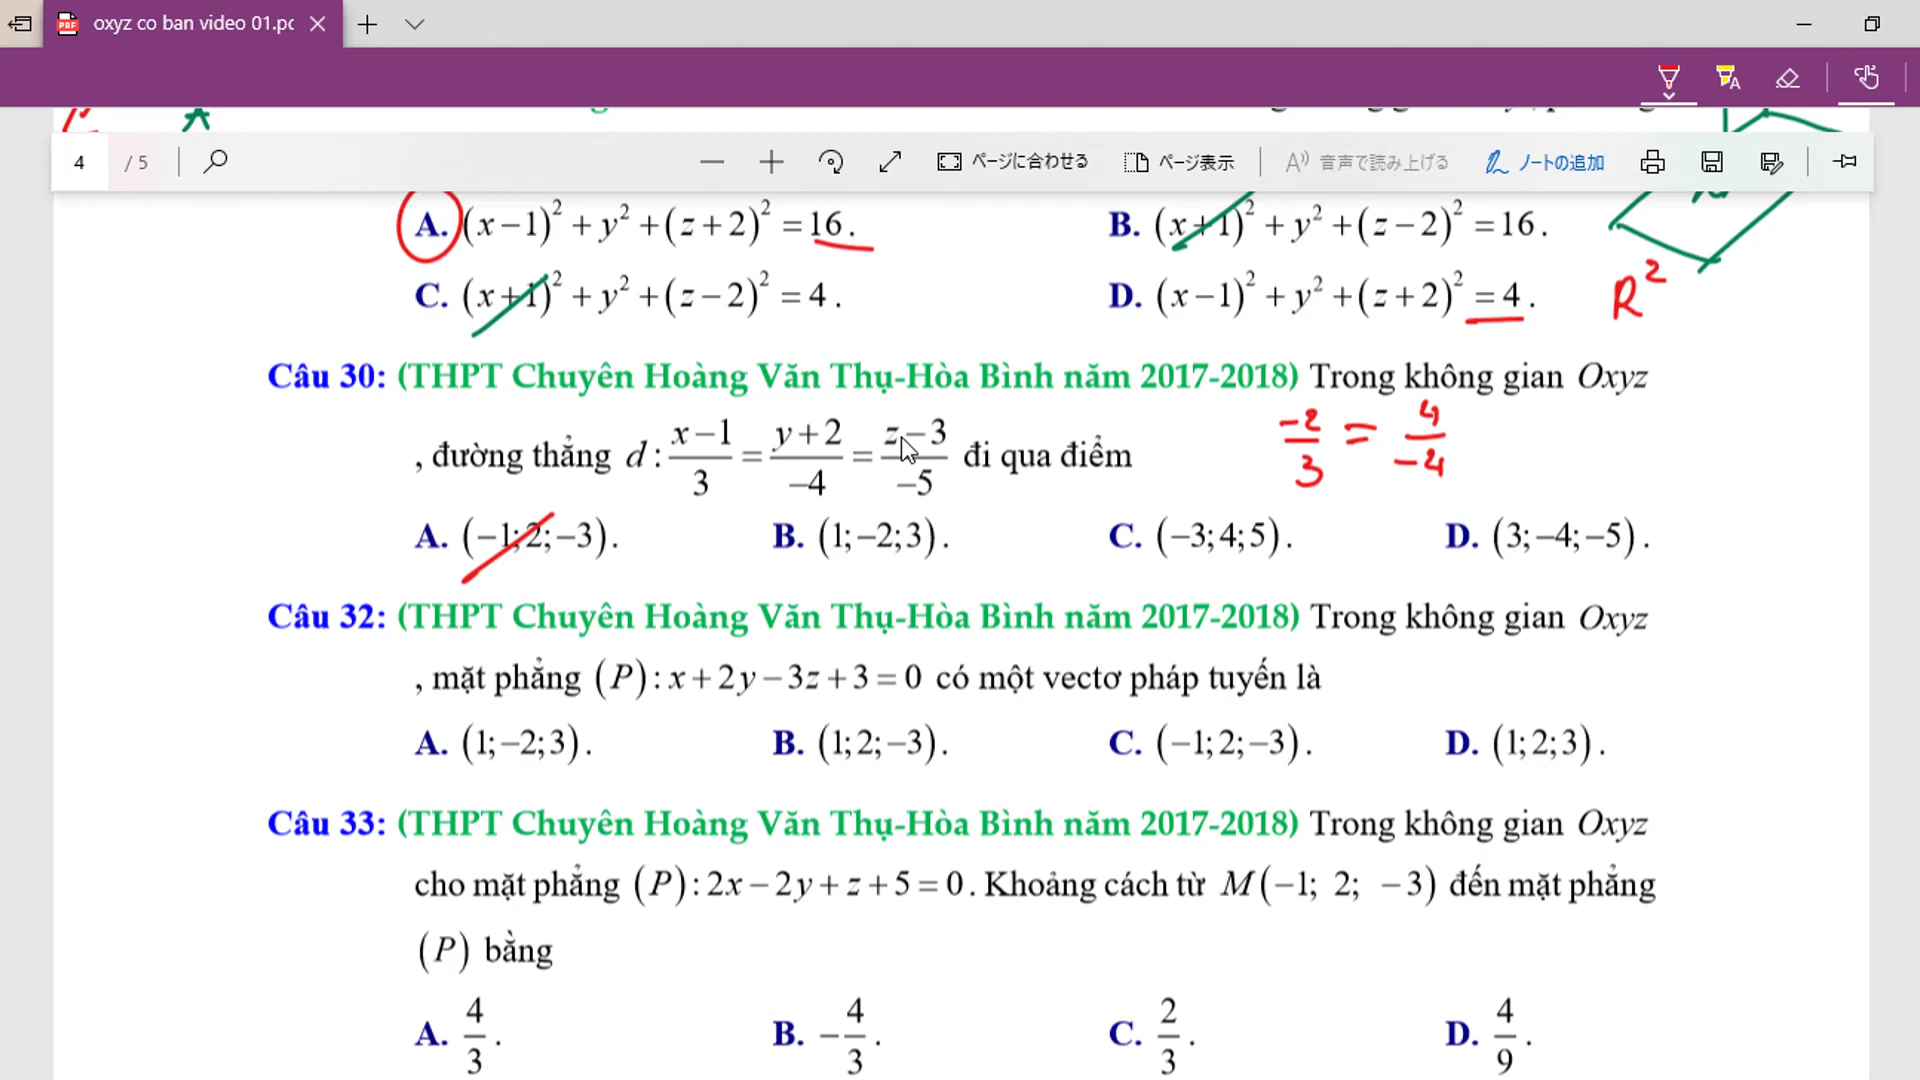 oxyz co ban video 01.pc
4 / 5 ページに合わせる ページ表示 音声で読み上げる ノートの追加
A. (x−1)² + y² + (z+2)² = 16. B. (x+1)² + y² + (z−2)² = 16.
C. (x+1)² + y² + (z−2)² = 4. D. (x−1)² + y² + (z+2)² = 4. R²
Câu 30: (THPT Chuyên Hoàng Văn Thụ-Hòa Bình năm 2017-2018) Trong không gian Oxyz
, đường thẳng d: (x−1)/3 = (y+2)/−4 = (z−3)/−5 đi qua điểm −2/3 = 4/−4
A. (−1;2;−3). B. (1;−2;3). C. (−3;4;5). D. (3;−4;−5).
Câu 32: (THPT Chuyên Hoàng Văn Thụ-Hòa Bình năm 2017-2018) Trong không gian Oxyz
, mặt phẳng (P): x + 2y − 3z + 3 = 0 có một vectơ pháp tuyến là
A. (1;−2;3). B. (1;2;−3). C. (−1;2;−3). D. (1;2;3).
Câu 33: (THPT Chuyên Hoàng Văn Thụ-Hòa Bình năm 2017-2018) Trong không gian Oxyz
cho mặt phẳng (P): 2x − 2y + z + 5 = 0. Khoảng cách từ M(−1; 2; −3) đến mặt phẳng
(P) bằng
A. 4/3. B. −4/3. C. 2/3. D. 4/9.